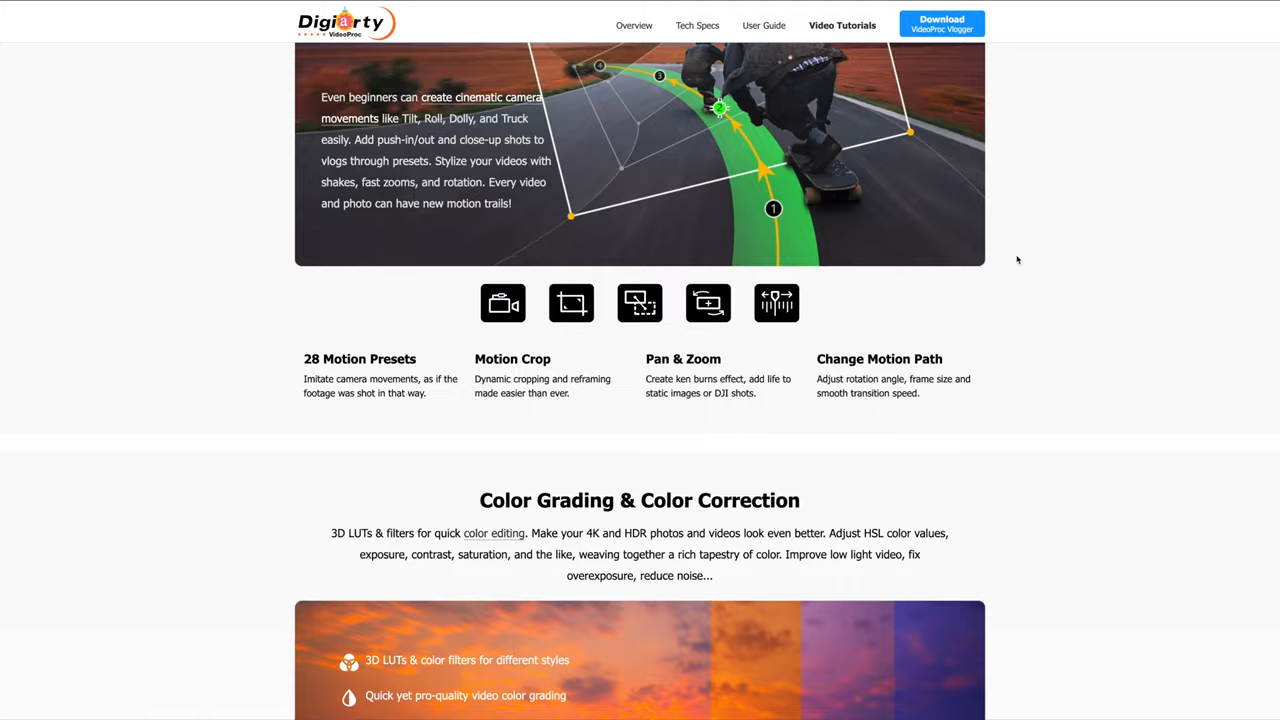 Digiarty
VideoProc
Overview
Tech Specs
User Guide
Video Tutorials
Download
VideoProc Vlogger
Even beginners can create cinematic camera
movements like Tilt, Roll, Dolly, and Truck
easily. Add push-in/out and close-up shots to
vlogs through presets. Stylize your videos with
shakes, fast zooms, and rotation. Every video
and photo can have new motion trails!
4
3
2
1
28 Motion Presets
Imitate camera movements, as if the
footage was shot in that way.
Motion Crop
Dynamic cropping and reframing
made easier than ever.
Pan & Zoom
Create ken burns effect, add life to
static images or DJI shots.
Change Motion Path
Adjust rotation angle, frame size and
smooth transition speed.
Color Grading & Color Correction
3D LUTs & filters for quick color editing. Make your 4K and HDR photos and videos look even better. Adjust HSL color values,
exposure, contrast, saturation, and the like, weaving together a rich tapestry of color. Improve low light video, fix
overexposure, reduce noise...
3D LUTs & color filters for different styles
Quick yet pro-quality video color grading